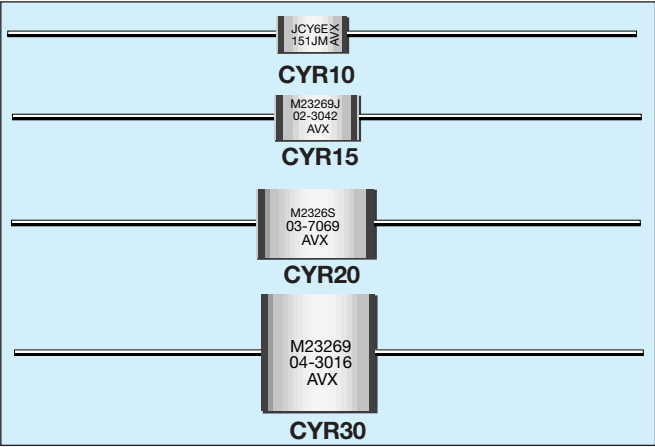 JCY6E
151JM AVX
CYR10
M23269J
02-3042
AVX
CYR15
M2326S
03-7069
AVX
CYR20
M23269
04-3016
AVX
CYR30